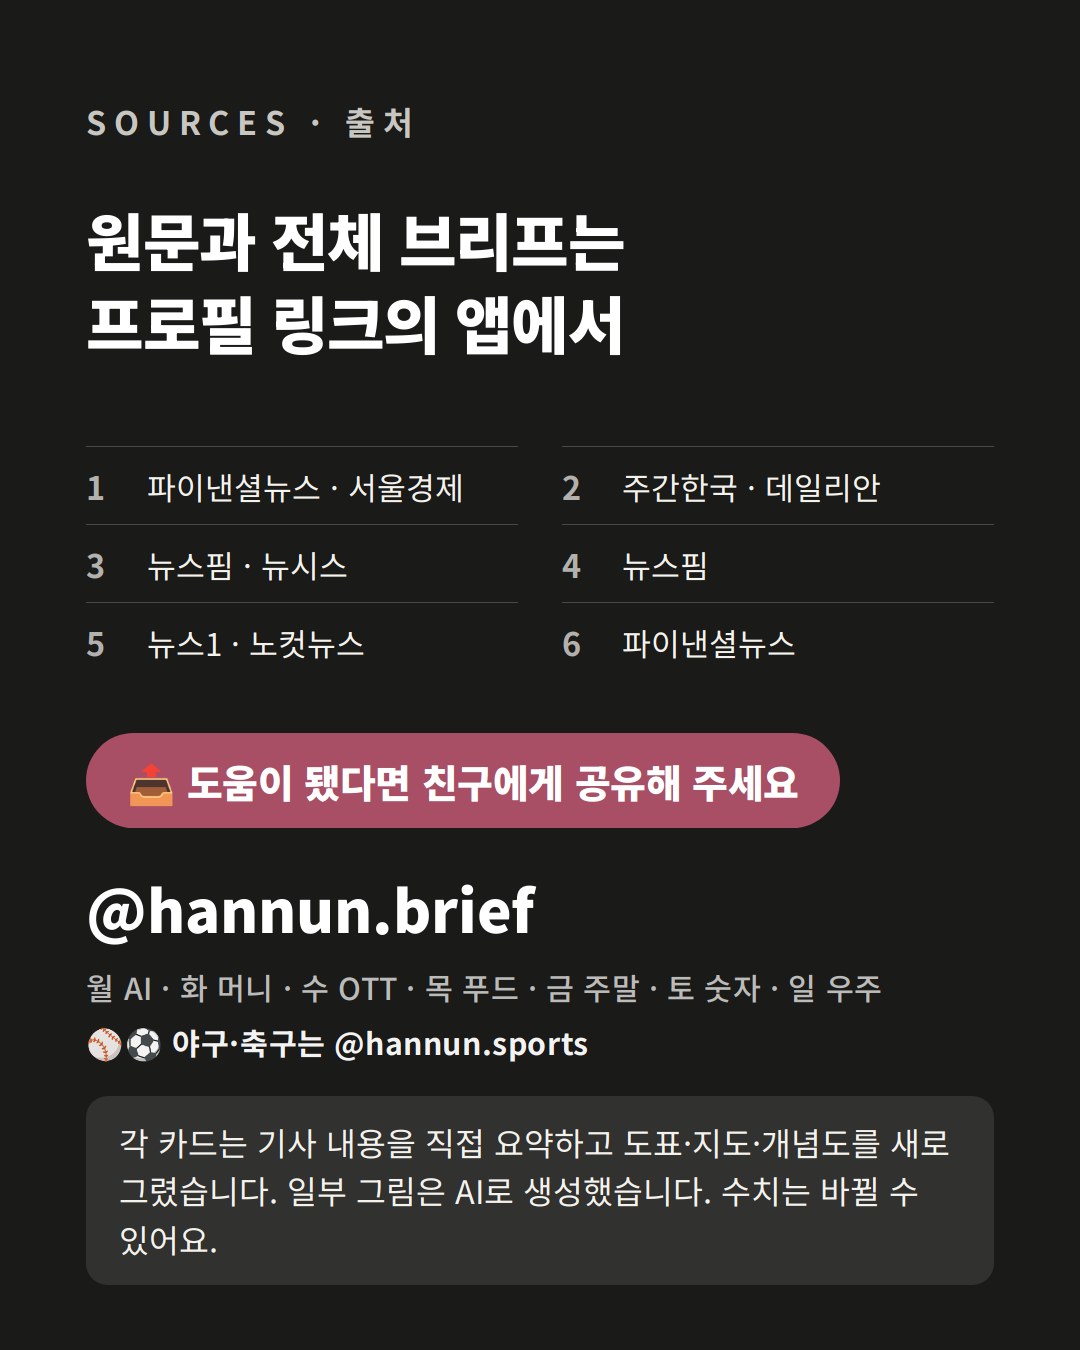 SOURCES · 출처
원문과 전체 브리프는
프로필 링크의 앱에서
1 파이낸셜뉴스 · 서울경제
2 주간한국 · 데일리안
3 뉴스핌 · 뉴시스
4 뉴스핌
5 뉴스1 · 노컷뉴스
6 파이낸셜뉴스
📤 도움이 됐다면 친구에게 공유해 주세요
@hannun.brief
월 AI · 화 머니 · 수 OTT · 목 푸드 · 금 주말 · 토 숫자 · 일 우주
⚾⚽ 야구·축구는 @hannun.sports
각 카드는 기사 내용을 직접 요약하고 도표·지도·개념도를 새로
그렸습니다. 일부 그림은 AI로 생성했습니다. 수치는 바뀔 수
있어요.